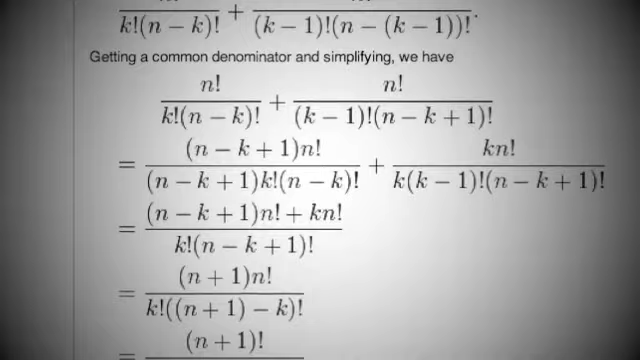 k!(n − k)! + (k − 1)!(n − (k − 1))!.
Getting a common denominator and simplifying, we have
n! / k!(n − k)! + n! / (k − 1)!(n − k + 1)!
= (n − k + 1)n! / (n − k + 1)k!(n − k)! + kn! / k(k − 1)!(n − k + 1)!
= (n − k + 1)n! + kn! / k!(n − k + 1)!
= (n + 1)n! / k!((n + 1) − k)!
= (n + 1)!